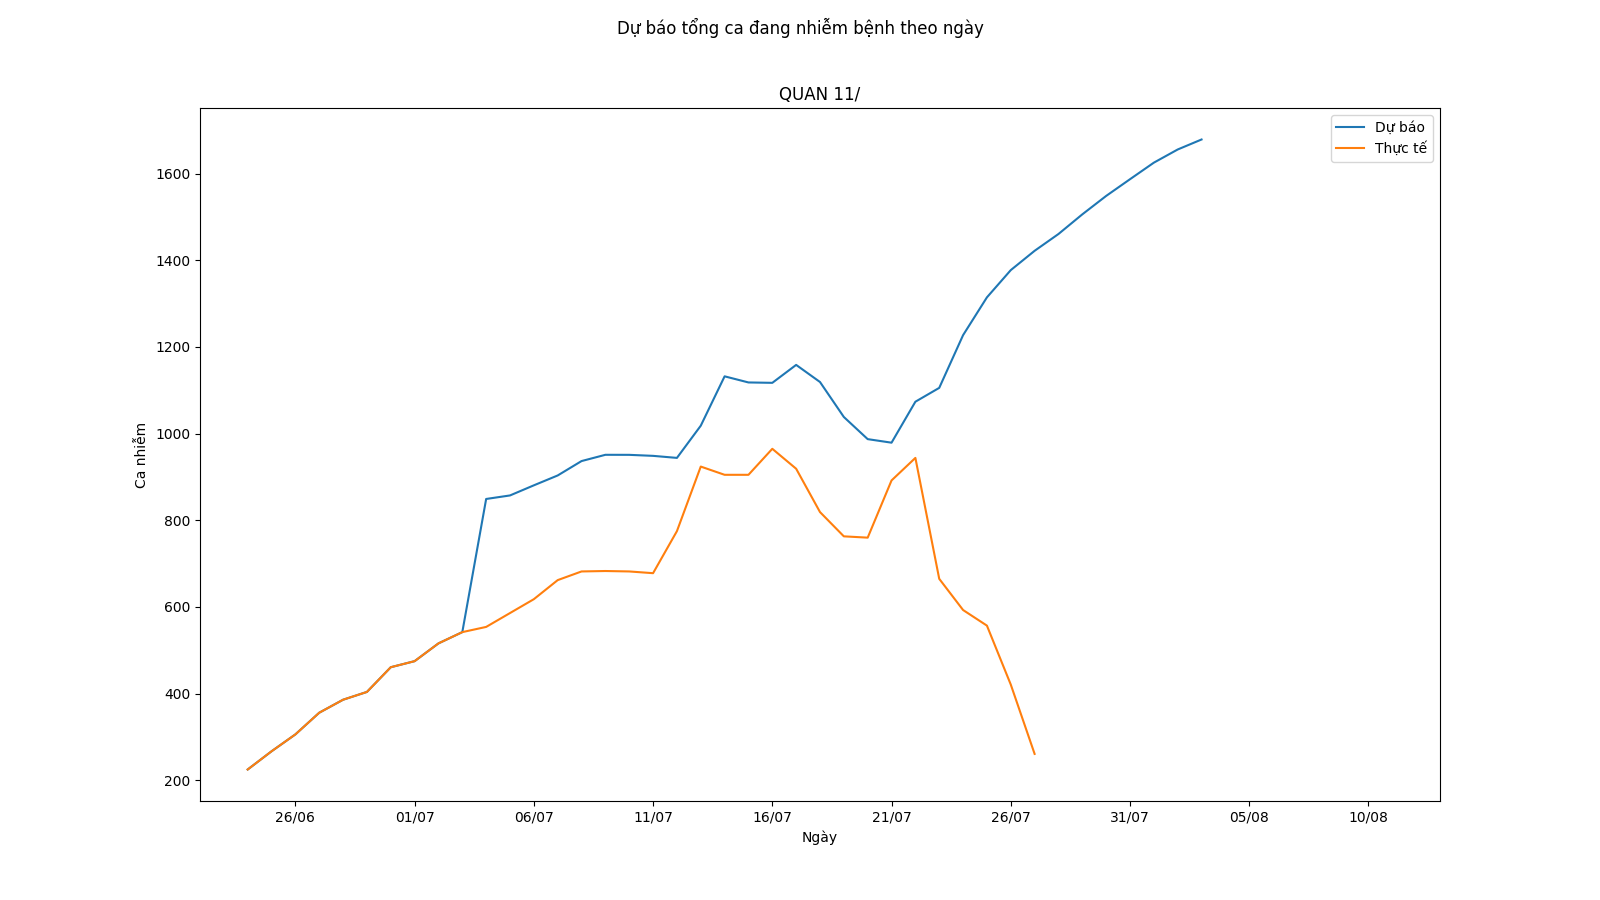 Dự báo tổng ca đang nhiễm bệnh theo ngày
QUAN 11/
Dự báo
Thực tế
1600
1400
1200
1000
800
600
400
200
Ca nhiễm
26/06 01/07 06/07 11/07 16/07 21/07 26/07 31/07 05/08 10/08
Ngày